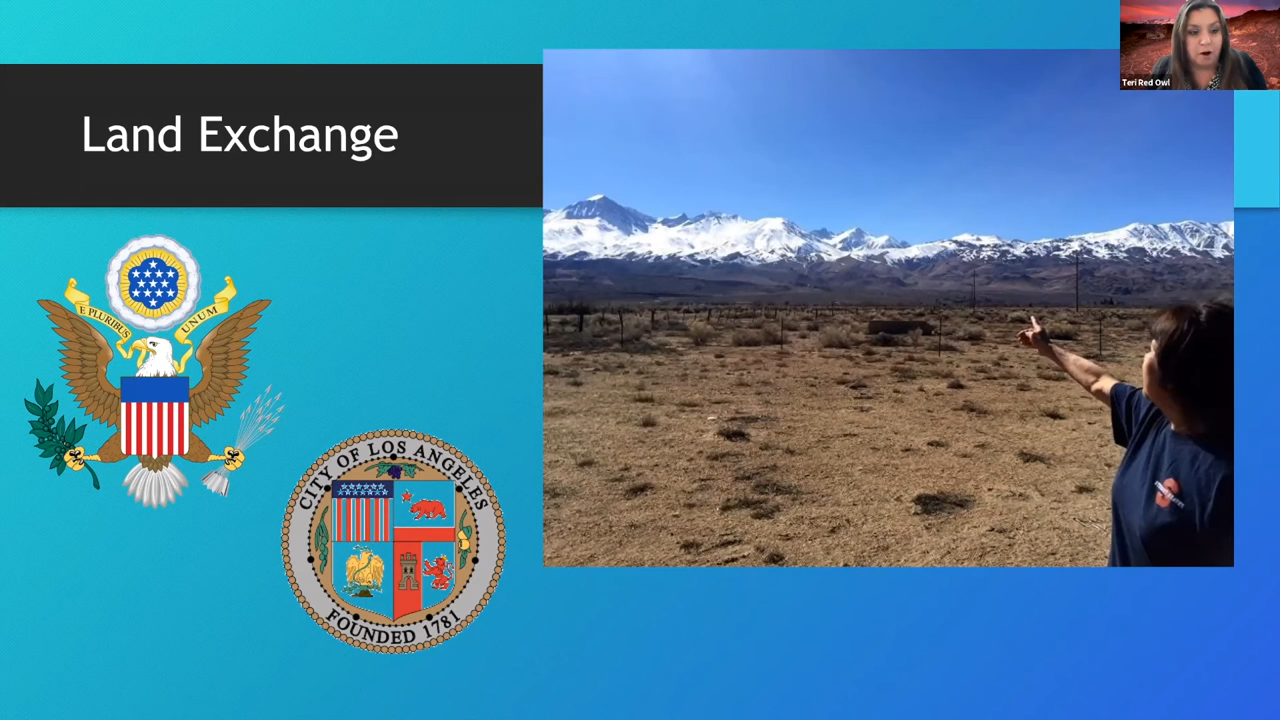 Teri Red Owl
Land Exchange
E PLURIBUS UNUM
CITY OF LOS ANGELES
FOUNDED 1781